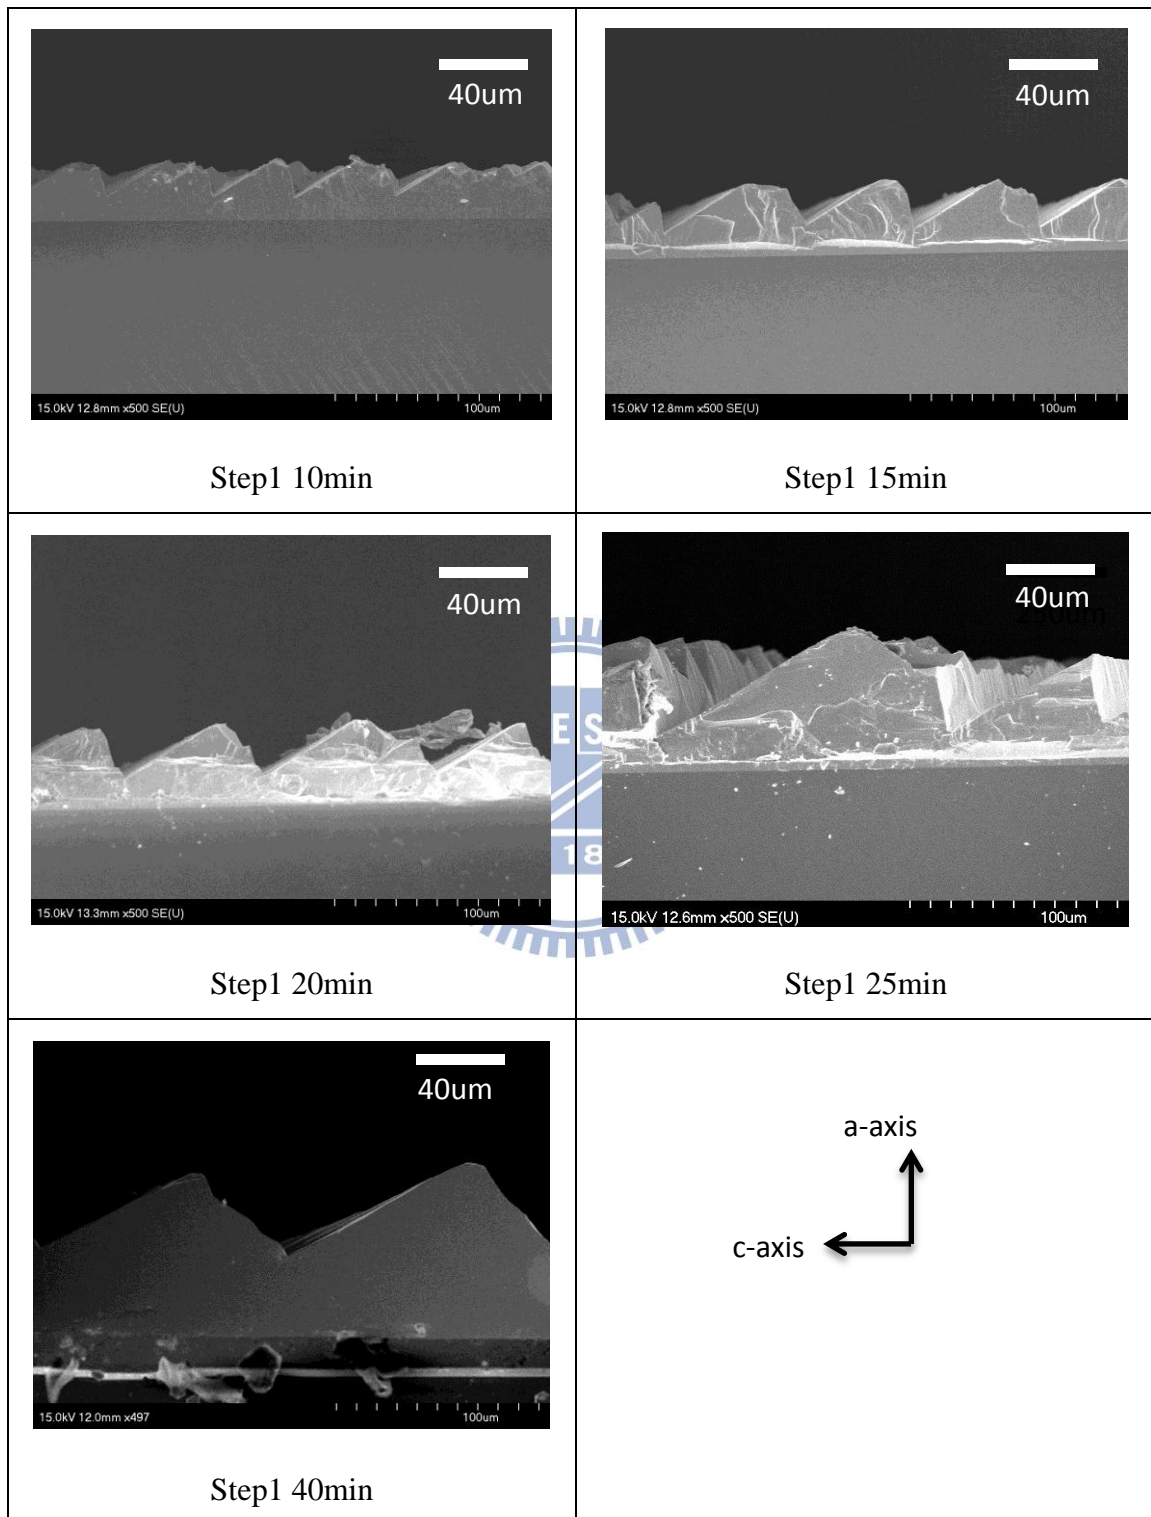 40um
40um
15.0kV 12.8mm x500 SE(U)
100um
15.0kV 12.8mm x500 SE(U)
100um
Step1 10min
Step1 15min
40um
40um
ES
18
15.0kV 13.3mm x500 SE(U)
100um
15.0kV 12.6mm x500 SE(U)
100um
Step1 20min
Step1 25min
40um
a-axis
c-axis
15.0kV 12.0mm x497
100um
Step1 40min